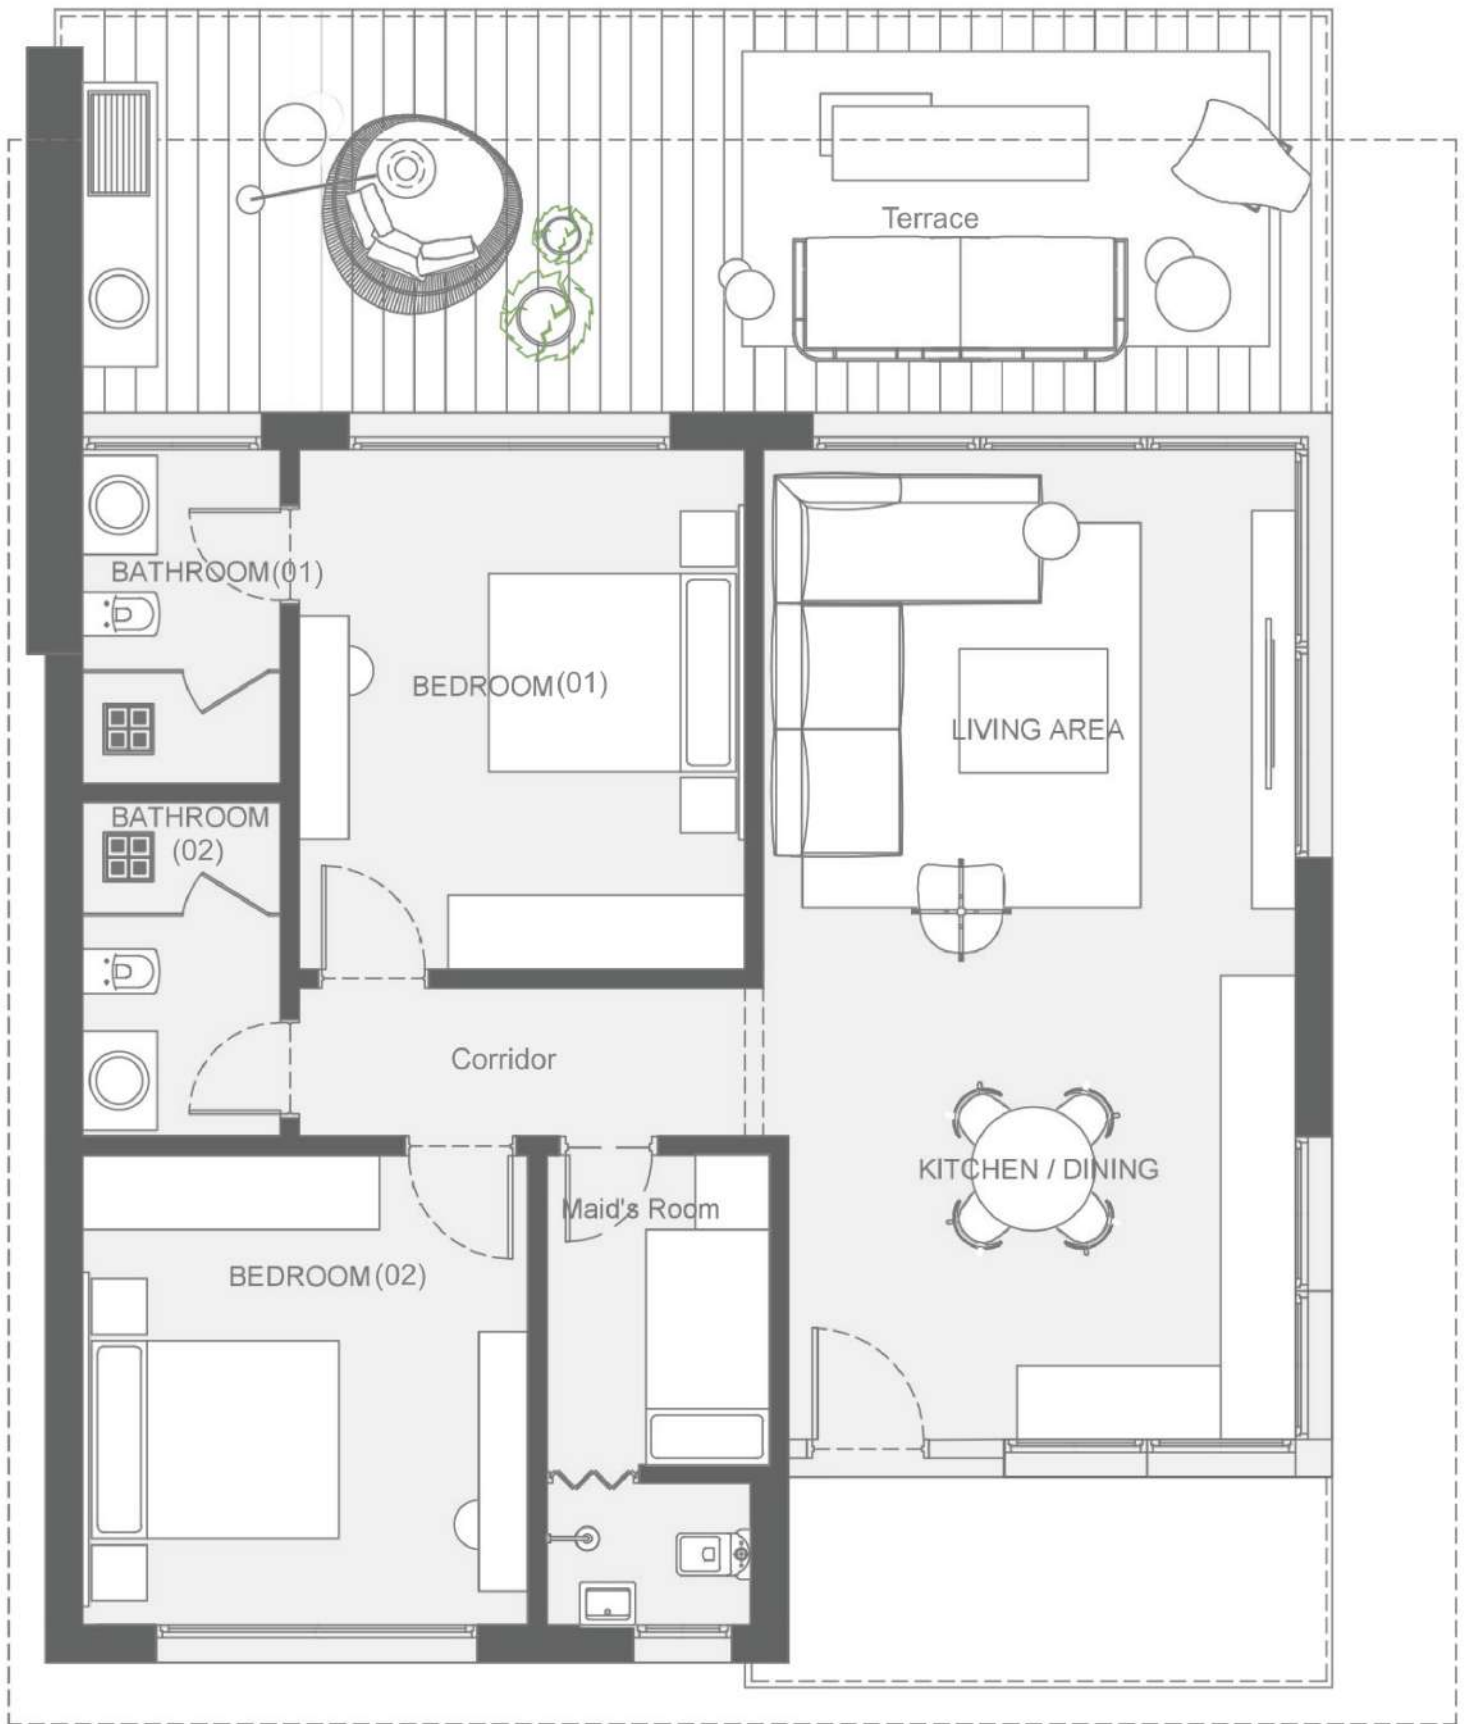 Terrace
BATHROOM(01)
BEDROOM(01)
LIVING AREA
BATHROOM
(02)
Corridor
KITCHEN / DINING
Maid's Room
BEDROOM(02)